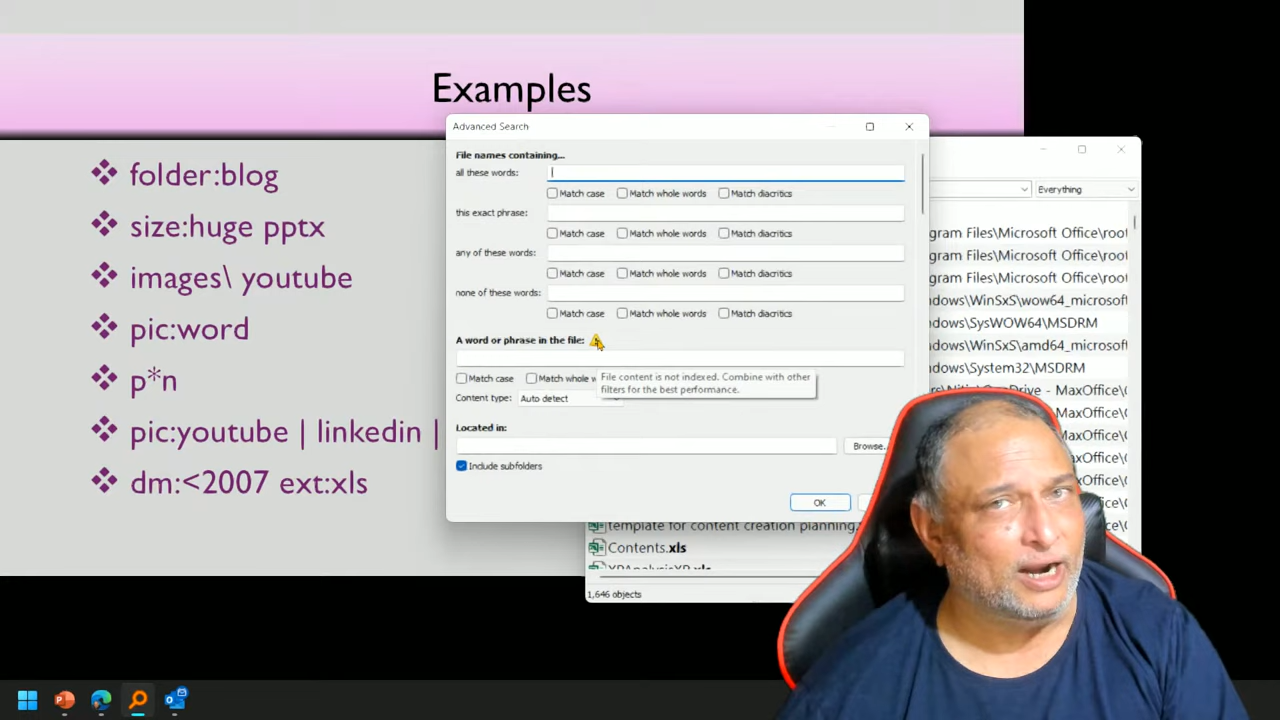 Examples
folder:blog
size:huge pptx
images\ youtube
pic:word
p*n
pic:youtube | linkedin |
dm:<2007 ext:xls
Advanced Search
File names containing...
all these words:
Match case Match whole words Match diacritics
this exact phrase:
Match case Match whole words Match diacritics
any of these words:
Match case Match whole words Match diacritics
none of these words:
Match case Match whole words Match diacritics
A word or phrase in the file:
Match case Match whole w
File content is not indexed. Combine with other
filters for the best performance.
Content type: Auto detect
Located in:
Browse..
Include subfolders
OK
Everything
gram Files\Microsoft Office\root
gram Files\Microsoft Office\root
gram Files\Microsoft Office\root
ndows\WinSxS\wow64_microsoft
ndows\SysWOW64\MSDRM
ndows\WinSxS\amd64_microsof
ndows\System32\MSDRM
OneDrive - MaxOffice\
template for content creation planning.
Contents.xls
1,646 objects